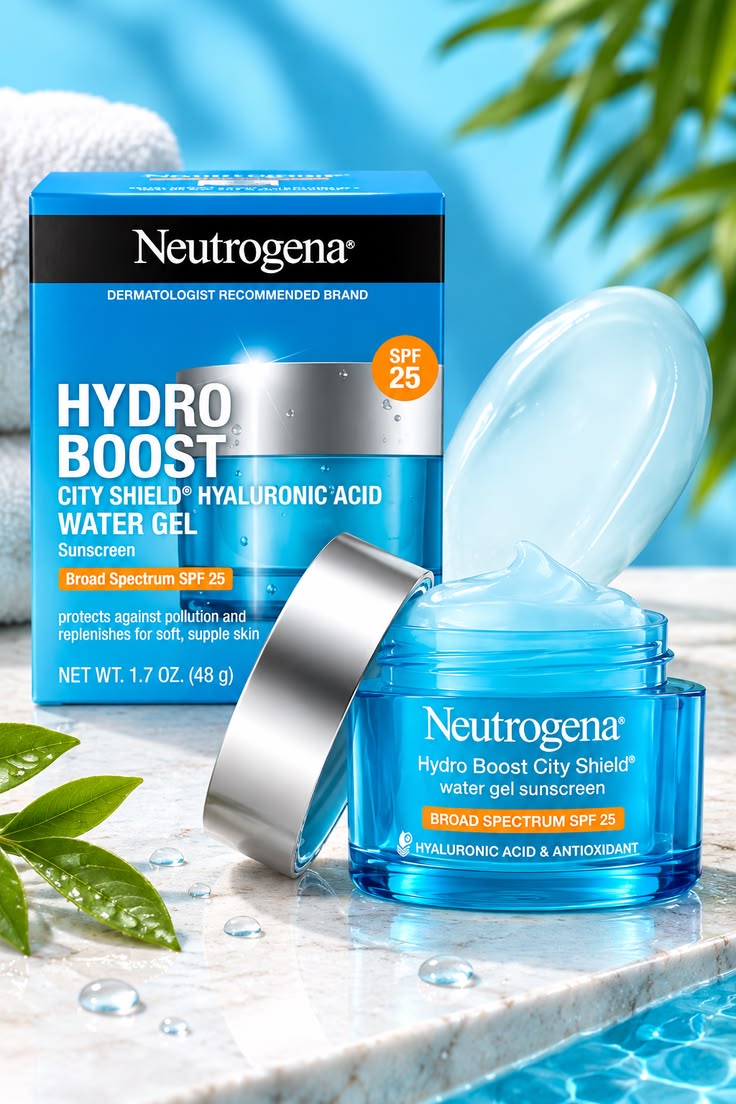 Neutrogena®
DERMATOLOGIST RECOMMENDED BRAND
SPF
25
HYDRO
BOOST
CITY SHIELD® HYALURONIC ACID
WATER GEL
Sunscreen
Broad Spectrum SPF 25
protects against pollution and
replenishes for soft, supple skin
NET WT. 1.7 OZ. (48 g)
Neutrogena®
Hydro Boost City Shield®
water gel sunscreen
BROAD SPECTRUM SPF 25
HYALURONIC ACID & ANTIOXIDANT